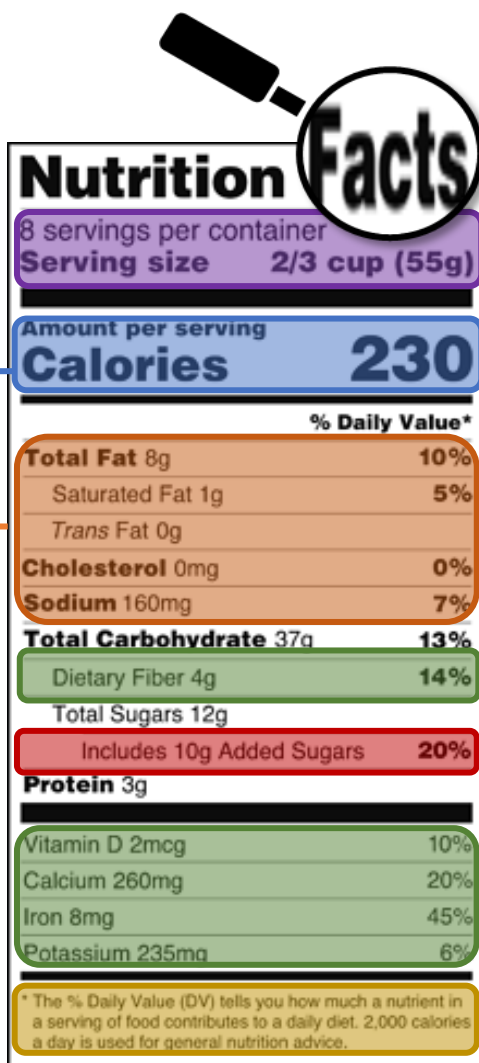 Nutrition Facts
8 servings per container
Serving size 2/3 cup (55g)
Amount per serving
Calories 230
% Daily Value*
Total Fat 8g 10%
Saturated Fat 1g 5%
Trans Fat 0g
Cholesterol 0mg 0%
Sodium 160mg 7%
Total Carbohydrate 37g 13%
Dietary Fiber 4g 14%
Total Sugars 12g
Includes 10g Added Sugars 20%
Protein 3g
Vitamin D 2mcg 10%
Calcium 260mg 20%
Iron 8mg 45%
Potassium 235mg 6%
* The % Daily Value (DV) tells you how much a nutrient in
a serving of food contributes to a daily diet. 2,000 calories
a day is used for general nutrition advice.